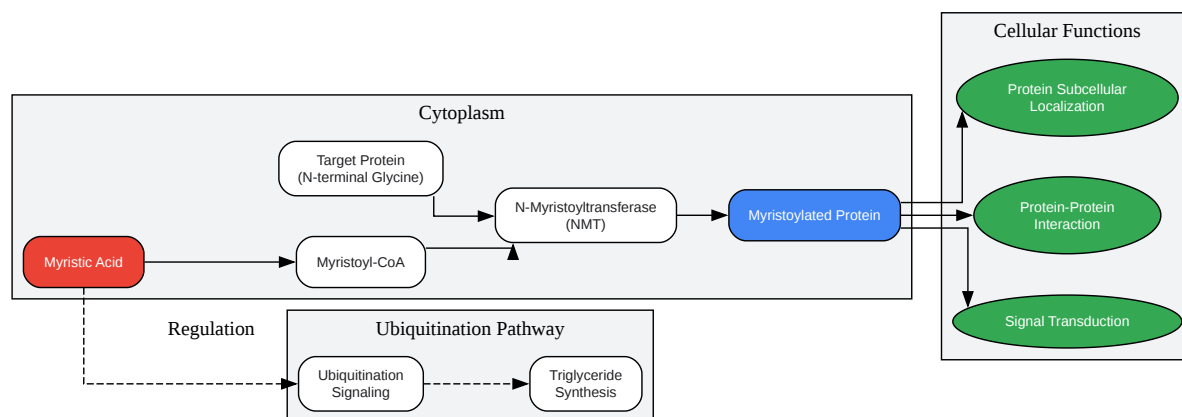 Cellular Functions
Protein Subcellular
Localization
Cytoplasm
Target Protein
(N-terminal Glycine)
N-Myristoyltransferase
(NMT)
Myristoylated Protein
Protein-Protein
Interaction
Myristic Acid
Myristoyl-CoA
Signal Transduction
Regulation
Ubiquitination Pathway
Ubiquitination
Signaling
Triglyceride
Synthesis